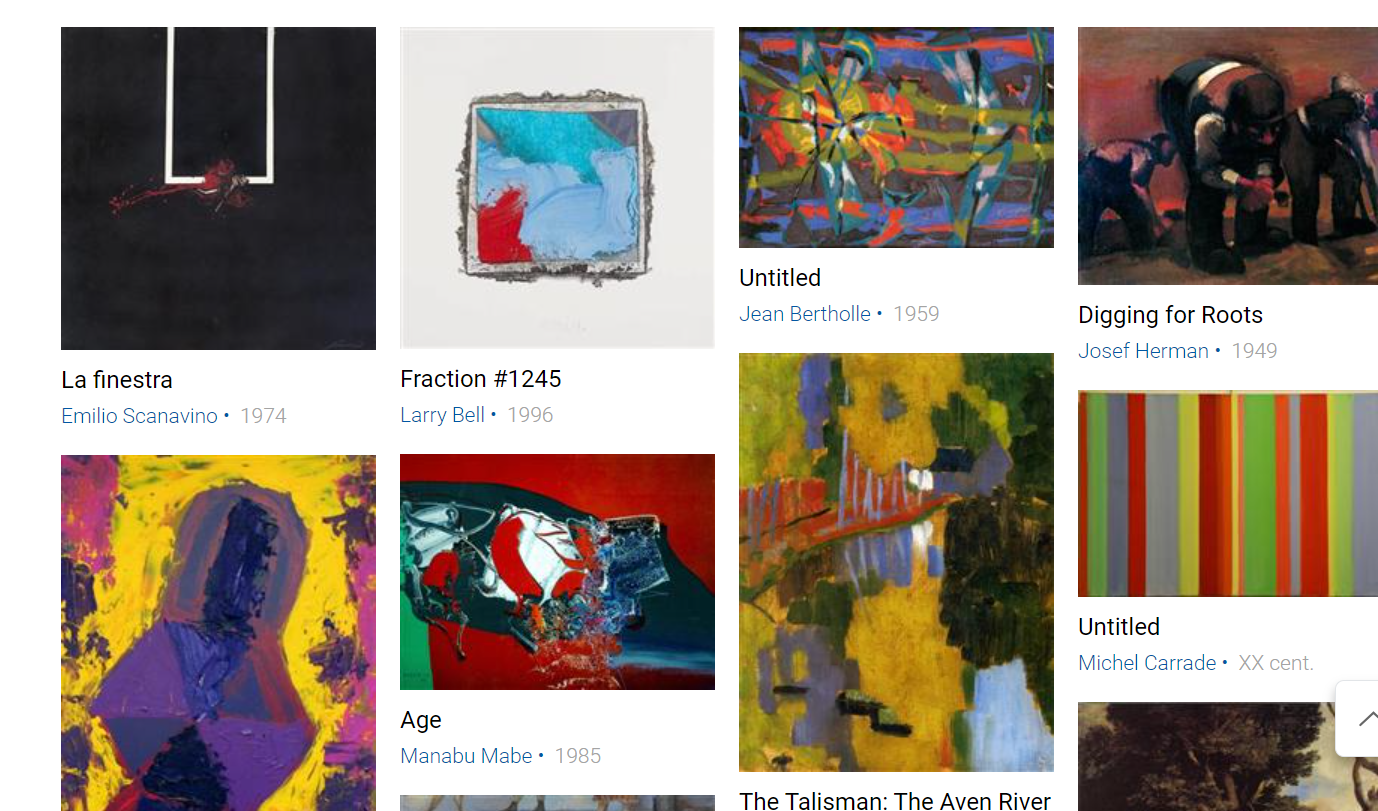 La finestra
Emilio Scanavino • 1974
Fraction #1245
Larry Bell • 1996
Age
Manabu Mabe • 1985
Untitled
Jean Bertholle • 1959
The Talisman: The Aven River
Digging for Roots
Josef Herman • 1949
Untitled
Michel Carrade • XX cent.